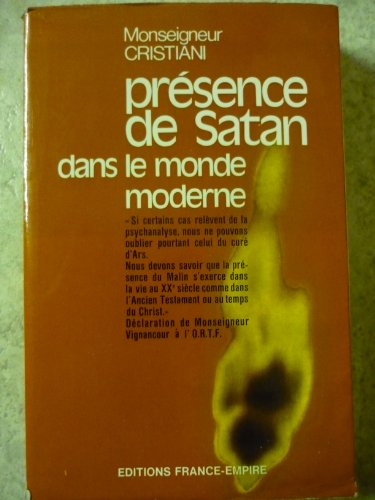 Monseigneur
CRISTIANI
présence
de Satan
dans le monde
moderne
«Si certains cas relèvent de la
psychanalyse, nous ne pouvons
oublier pourtant celui du curé
d'Ars.
Nous devons savoir que la pré-
sence du Malin s'exerce dans
la vie au XXe siècle comme dans
l'Ancien Testament ou au temps
du Christ.»
Déclaration de Monseigneur
Vignancour à l'O.R.T.F.
EDITIONS FRANCE-EMPIRE